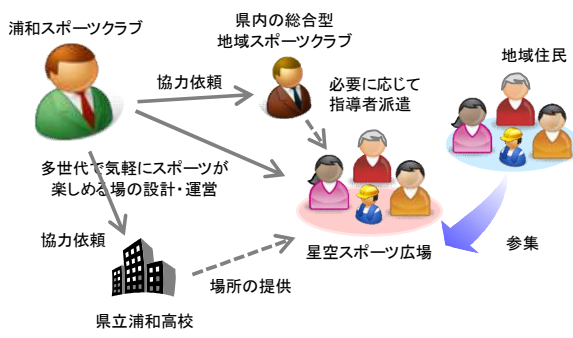 浦和スポーツクラブ
県内の総合型
地域スポーツクラブ
地域住民
協力依頼
必要に応じて
指導者派遣
多世代で気軽にスポーツが
楽しめる場の設計・運営
協力依頼
星空スポーツ広場
参集
場所の提供
県立浦和高校